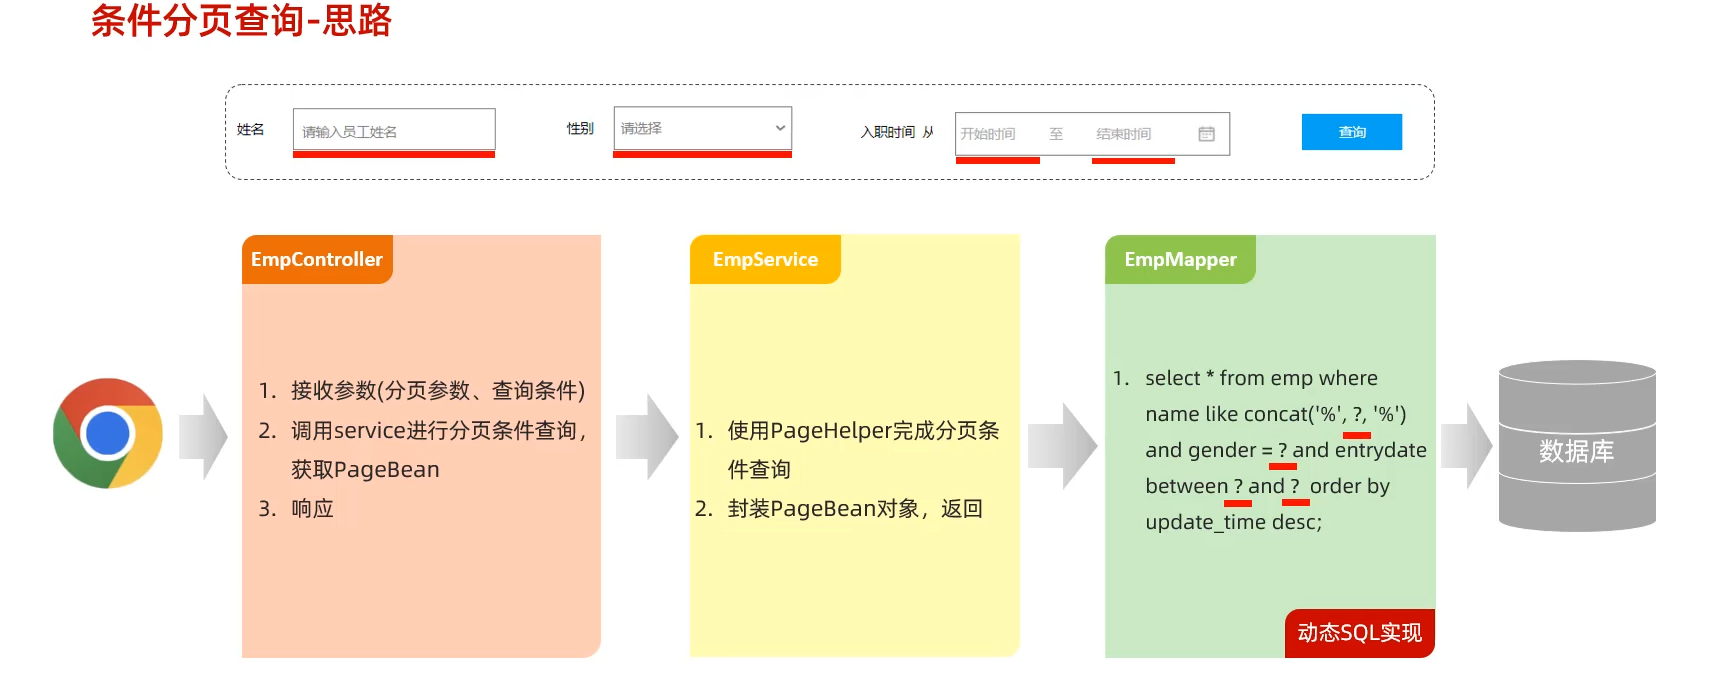 条件分页查询-思路
姓名 请输入员工姓名 性别 请选择 入职时间 从 开始时间 至 结束时间 查询
EmpController
1. 接收参数(分页参数、查询条件)
2. 调用service进行分页条件查询，
获取PageBean
3. 响应
EmpService
1. 使用PageHelper完成分页条
件查询
2. 封装PageBean对象，返回
EmpMapper
1. select * from emp where
name like concat('%', ?, '%')
and gender = ? and entrydate
between ? and ? order by
update_time desc;
动态SQL实现
数据库